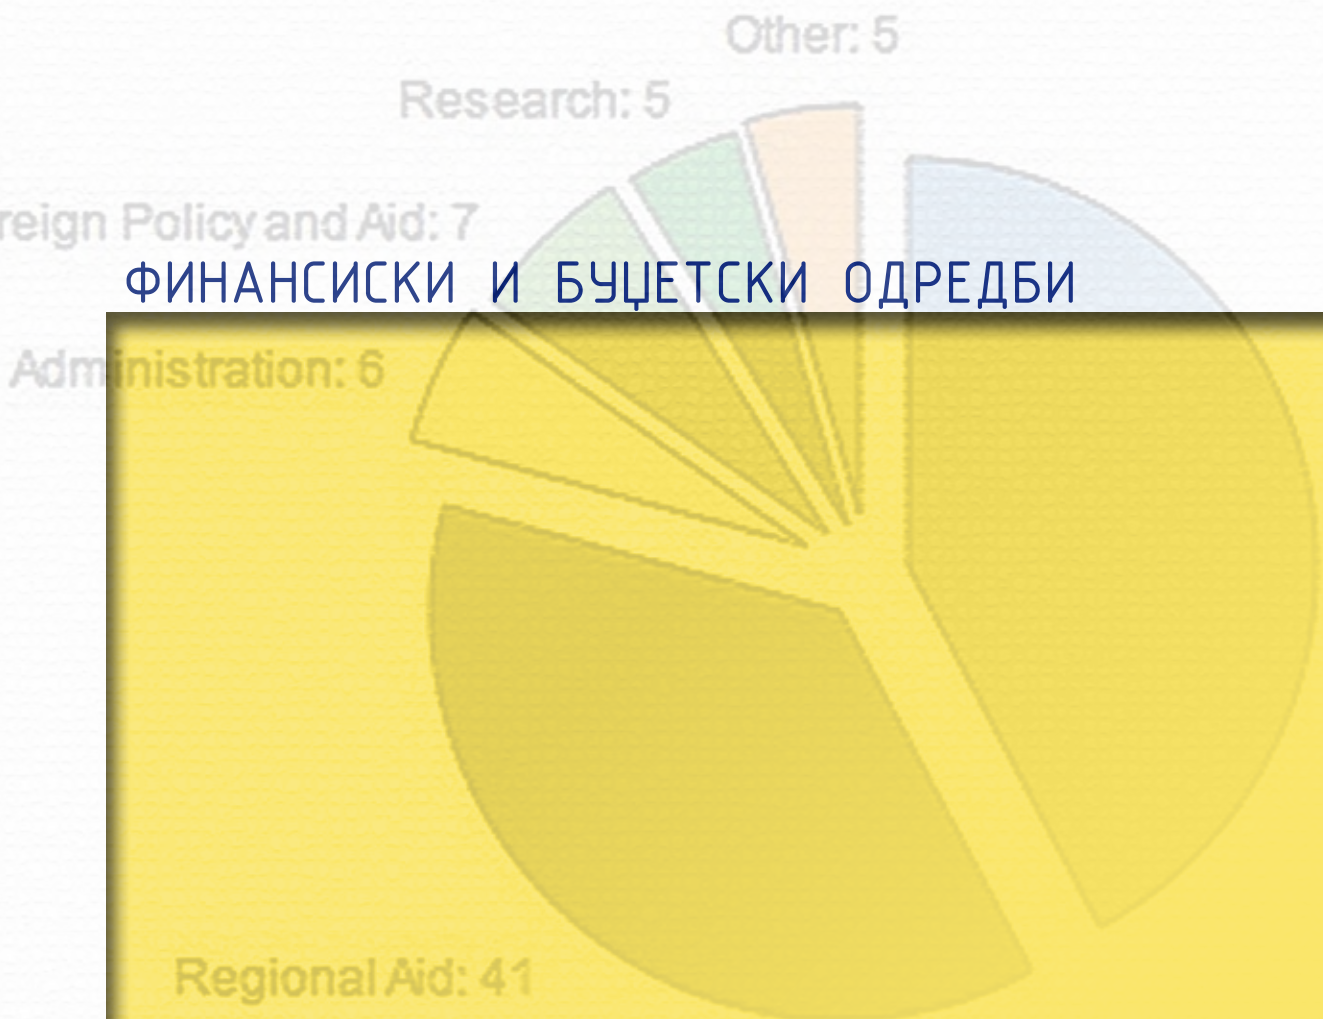 Other: 5
Research: 5
reign Policy and Aid: 7
ФИНАНСИСКИ И БУЏЕТСКИ ОДРЕДБИ
Administration: 6
Regional Aid: 41